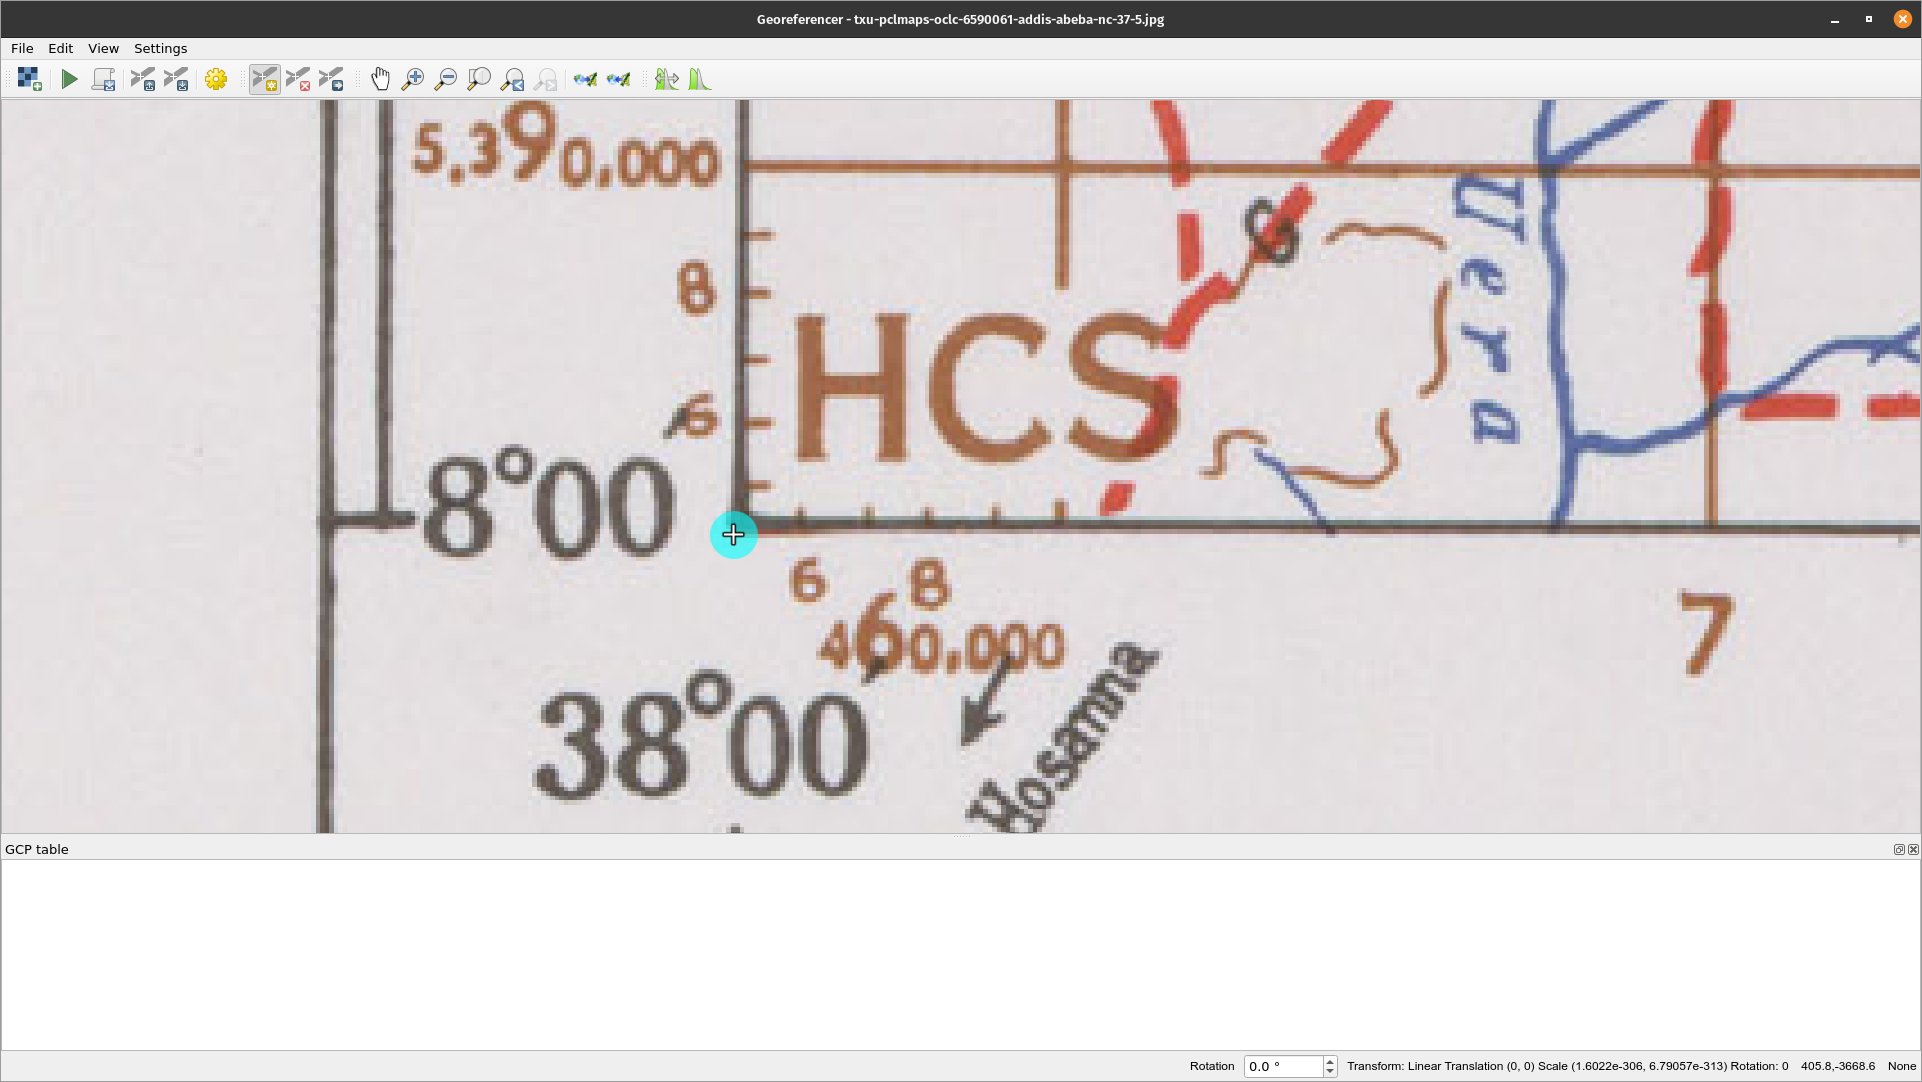 Georeferencer - txu-pclmaps-oclc-6590061-addis-abeba-nc-37-5.jpg
File Edit View Settings
5,390,000
8
6
8°00'
HCS
Uera
6 8
460,000
7
38°00'
Hosanna
GCP table
Rotation 0.0 ° Transform: Linear Translation (0, 0) Scale (1.6022e-306, 6.79057e-313) Rotation: 0 405.8,-3668.6 None